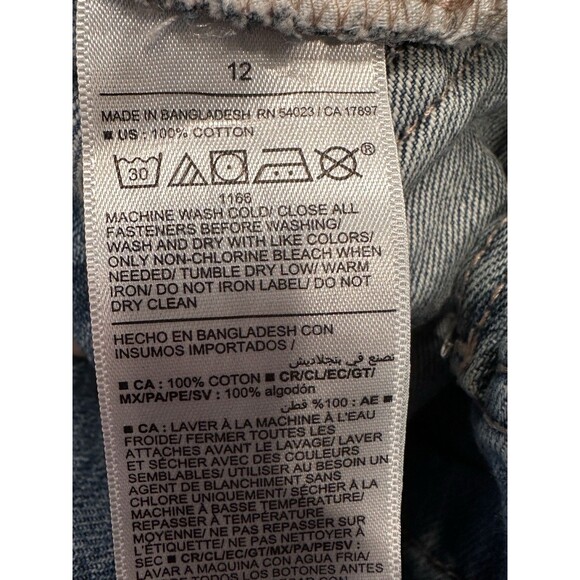 12
MADE IN BANGLADESH RN 54023 / CA 17897
■ US : 100% COTTON
30
®
1166
MACHINE WASH COLD/ CLOSE ALL
FASTENERS BEFORE WASHING/
WASH AND DRY WITH LIKE COLORS/
ONLY NON-CHLORINE BLEACH WHEN
NEEDED/ TUMBLE DRY LOW/ WARM
IRON/ DO NOT IRON LABEL/ DO NOT
DRY CLEAN
HECHO EN BANGLADESH CON
INSUMOS IMPORTADOS /
تصنع في بنجلاديش
■ CA : 100% COTON ■ CR/CL/EC/GT/
MX/PA/PE/SV : 100% algodón
■ AE : 100% قطن
■ CA : LAVER À LA MACHINE À L'EAU
FROIDE/ FERMER TOUTES LES
ATTACHES AVANT LE LAVAGE/ LAVER
ET SÉCHER AVEC DES COULEURS
SEMBLABLES/ UTILISER AU BESOIN UN
AGENT DE BLANCHIMENT SANS
CHLORE UNIQUEMENT/ SÉCHER À LA
MACHINE À BASSE TEMPÉRATURE/
REPASSER À TEMPÉRATURE
MOYENNE/ NE PAS REPASSER SUR
L'ÉTIQUETTE/ NE PAS NETTOYER À
SEC
■ CR/CL/EC/GT/MX/PA/PE/SV :
LAVAR A MAQUINA CON AGUA FRIA/
LOS BOTONES ANTES